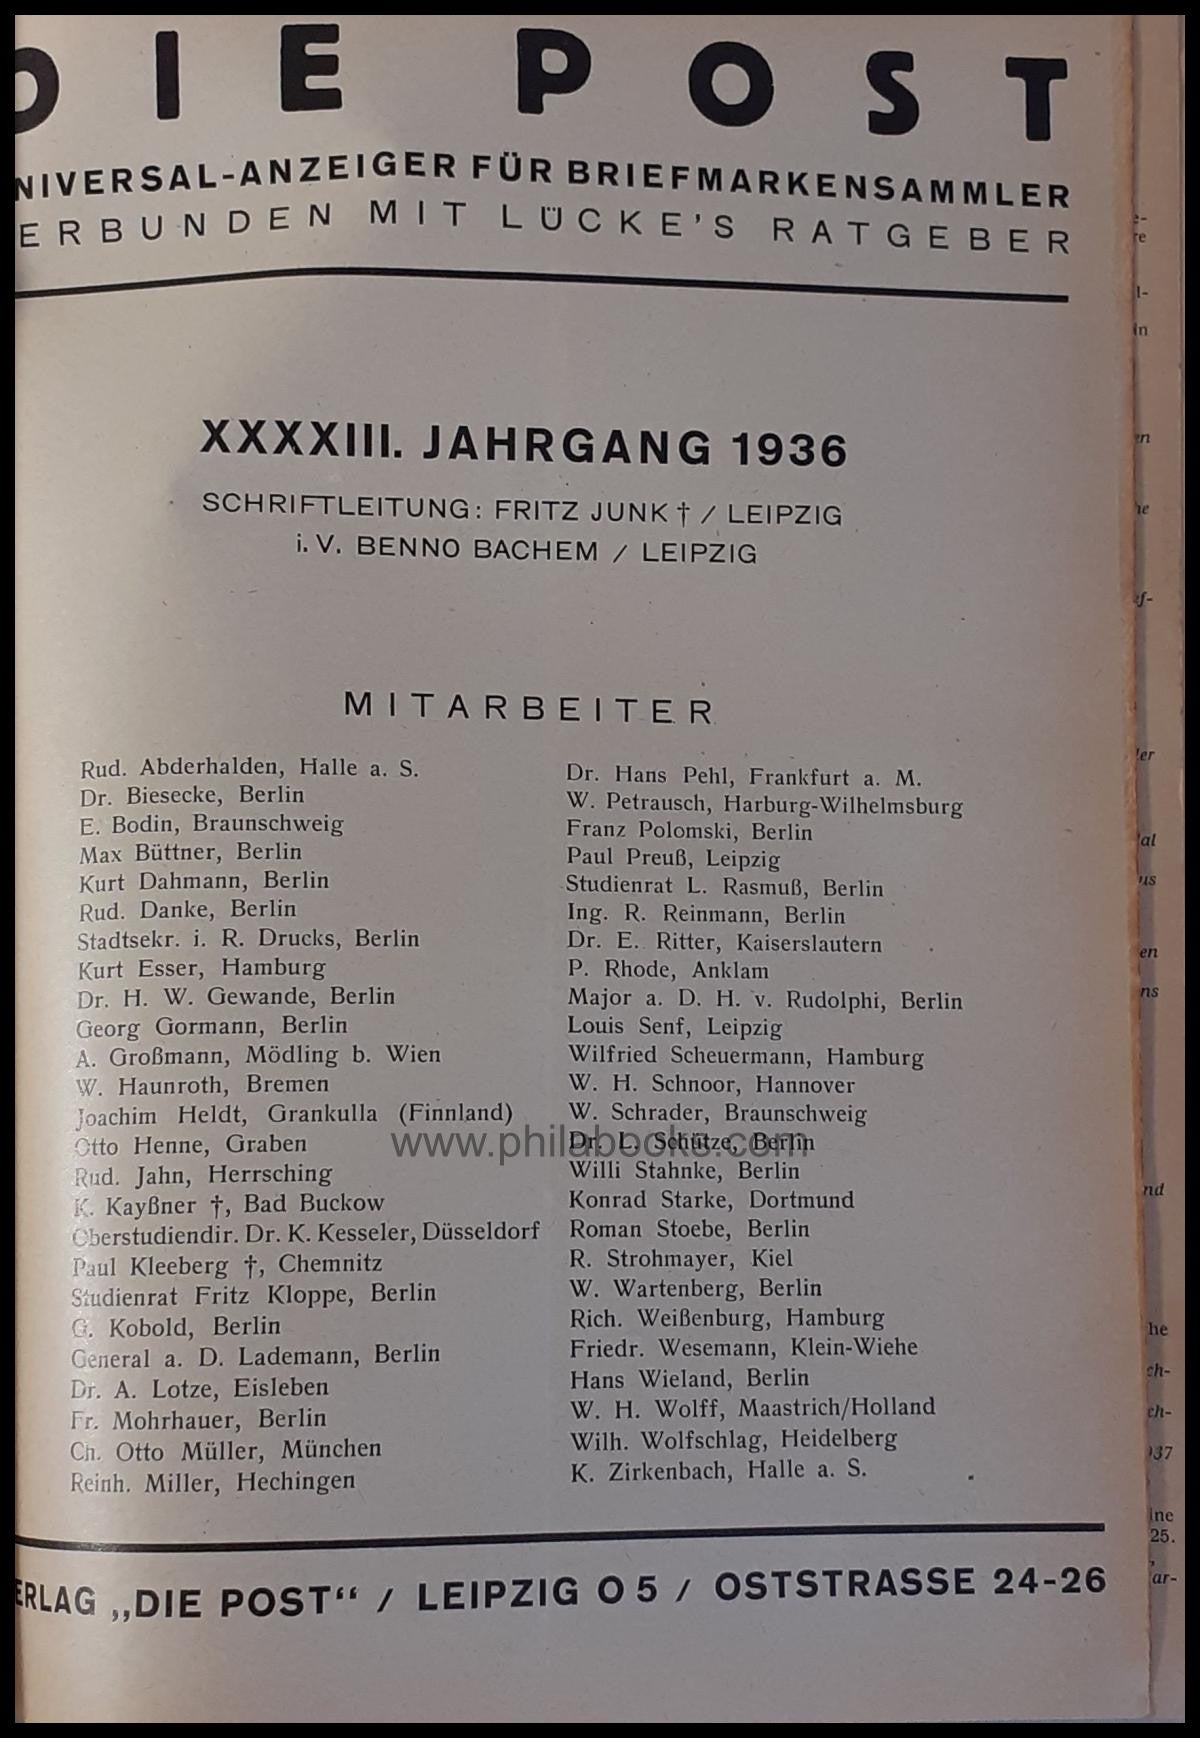 DIE POST
NIVERSAL-ANZEIGER FÜR BRIEFMARKENSAMMLER
ERBUNDEN MIT LÜCKE'S RATGEBER
XXXXIII. JAHRGANG 1936
SCHRIFTLEITUNG: FRITZ JUNK † / LEIPZIG
i. V. BENNO BACHEM / LEIPZIG
MITARBEITER
Rud. Abderhalden, Halle a. S.
Dr. Biesecke, Berlin
E. Bodin, Braunschweig
Max Büttner, Berlin
Kurt Dahmann, Berlin
Rud. Danke, Berlin
Stadtsekr. i. R. Drucks, Berlin
Kurt Esser, Hamburg
Dr. H. W. Gewande, Berlin
Georg Gormann, Berlin
A. Großmann, Mödling b. Wien
W. Haunroth, Bremen
Joachim Heldt, Grankulla (Finnland)
Otto Henne, Graben
Rud. Jahn, Herrsching
K. Kayßner †, Bad Buckow
Oberstudiendir. Dr. K. Kesseler, Düsseldorf
Paul Kleeberg †, Chemnitz
Studienrat Fritz Kloppe, Berlin
G. Kobold, Berlin
General a. D. Lademann, Berlin
Dr. A. Lotze, Eisleben
Fr. Mohrhauer, Berlin
Ch. Otto Müller, München
Reinh. Miller, Hechingen
Dr. Hans Pehl, Frankfurt a. M.
W. Petrausch, Harburg-Wilhelmsburg
Franz Polomski, Berlin
Paul Preuß, Leipzig
Studienrat L. Rasmuß, Berlin
Ing. R. Reinmann, Berlin
Dr. E. Ritter, Kaiserslautern
P. Rhode, Anklam
Major a. D. H. v. Rudolphi, Berlin
Louis Senf, Leipzig
Wilfried Scheuermann, Hamburg
W. H. Schnoor, Hannover
W. Schrader, Braunschweig
Dr. L. Schütze, Berlin
Willi Stahnke, Berlin
Konrad Starke, Dortmund
Roman Stoebe, Berlin
R. Strohmayer, Kiel
W. Wartenberg, Berlin
Rich. Weißenburg, Hamburg
Friedr. Wesemann, Klein-Wiehe
Hans Wieland, Berlin
W. H. Wolff, Maastrich/Holland
Wilh. Wolfschlag, Heidelberg
K. Zirkenbach, Halle a. S.
www.philabooks.com
ERLAG „DIE POST“ / LEIPZIG O 5 / OSTSTRASSE 24-26